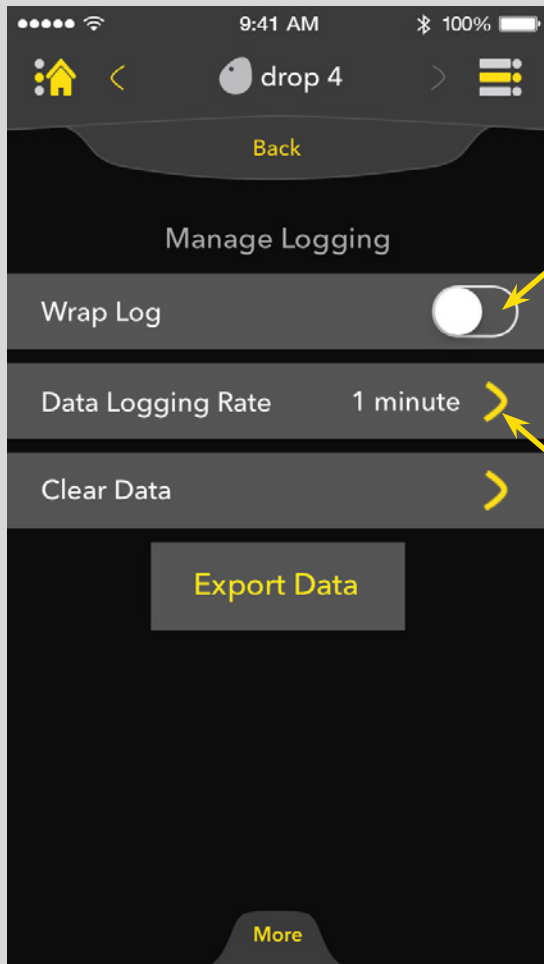 9:41 AM
100%
drop 4
Back
Manage Logging
Wrap Log
Data Logging Rate 1 minute
Clear Data
Export Data
More